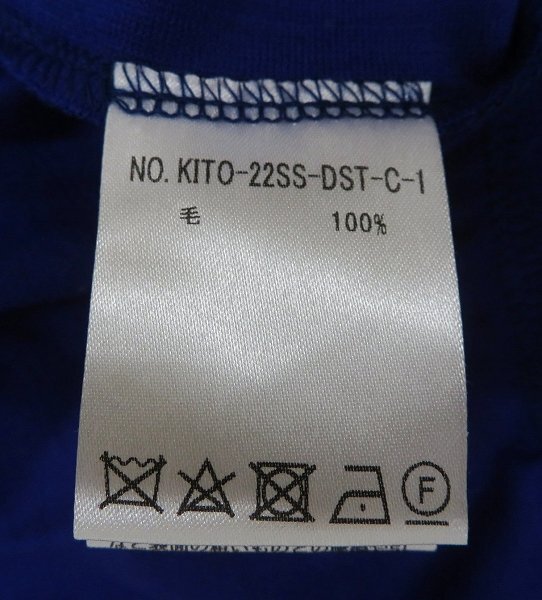 NO. KITO-22SS-DST-C-1
毛 100%
F